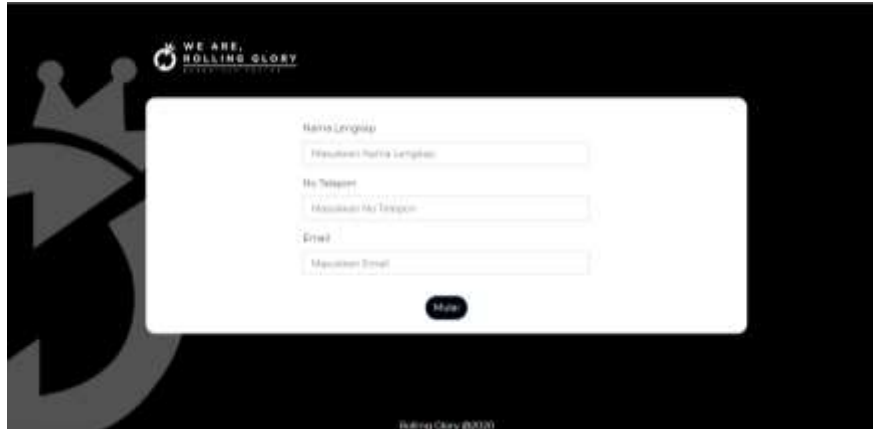 WE ARE,
ROLLING GLORY
Nama Lengkap
Masukkan Nama Lengkap
No Telepon
Masukkan No Telepon
Email
Masukkan Email
Mulai
Rolling Glory @2020